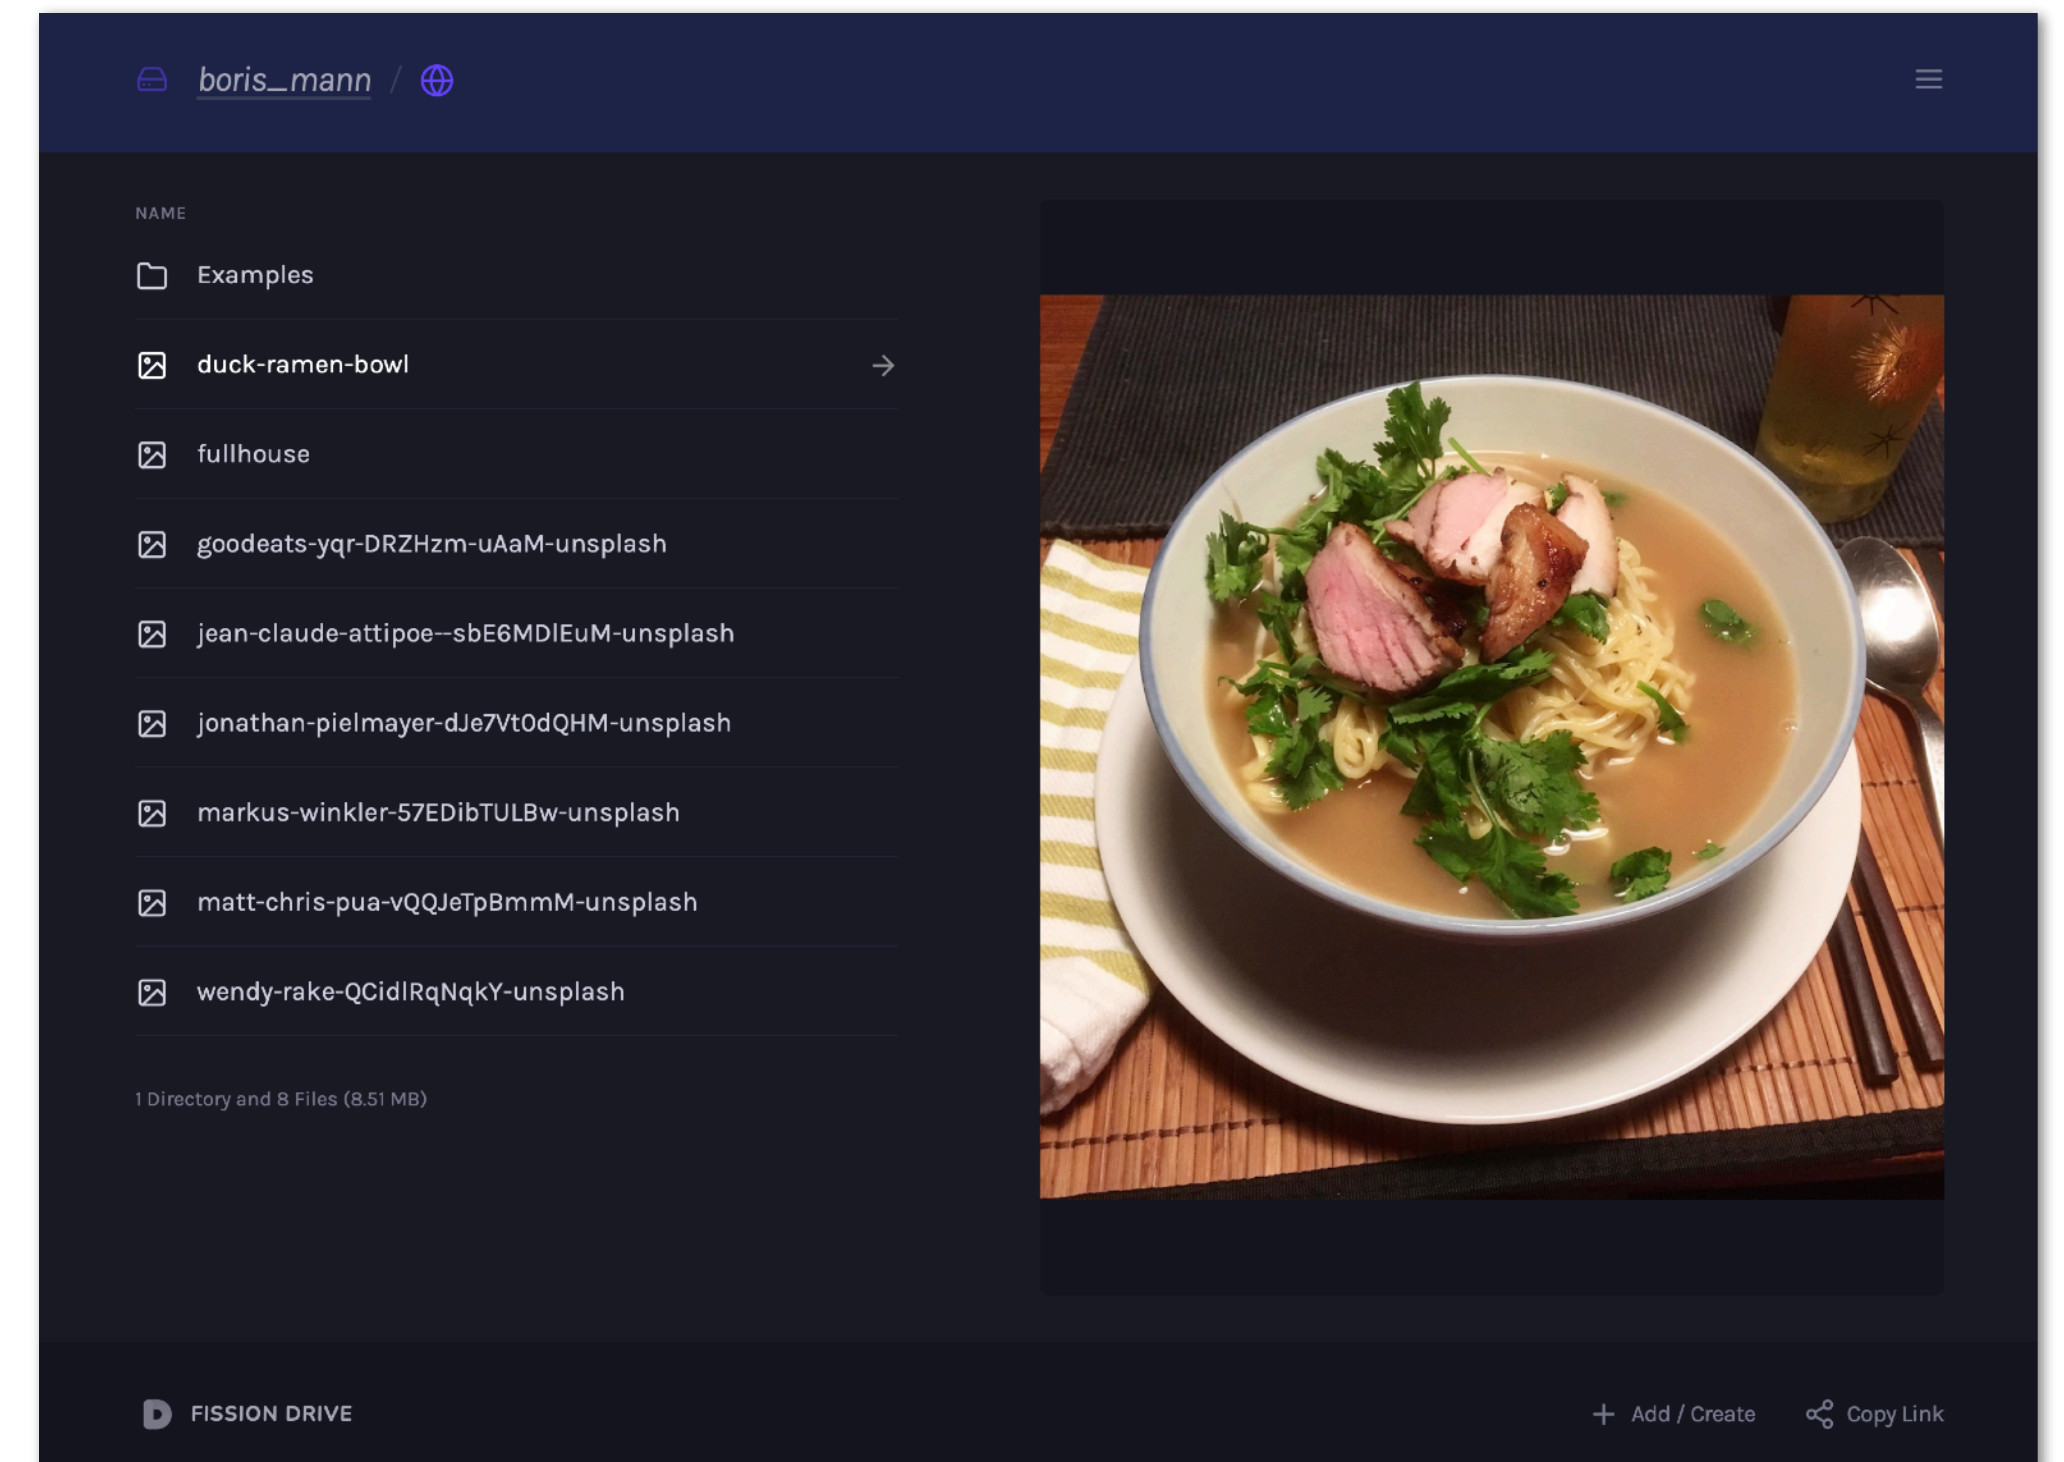 boris_mann /
NAME
Examples
duck-ramen-bowl
fullhouse
goodeats-yqr-DRZHzm-uAaM-unsplash
jean-claude-attipoe--sbE6MDlEuM-unsplash
jonathan-pielmayer-dJe7Vt0dQHM-unsplash
markus-winkler-57EDibTULBw-unsplash
matt-chris-pua-vQQJeTpBmmM-unsplash
wendy-rake-QCidlRqNqkY-unsplash
1 Directory and 8 Files (8.51 MB)
FISSION DRIVE
Add / Create
Copy Link